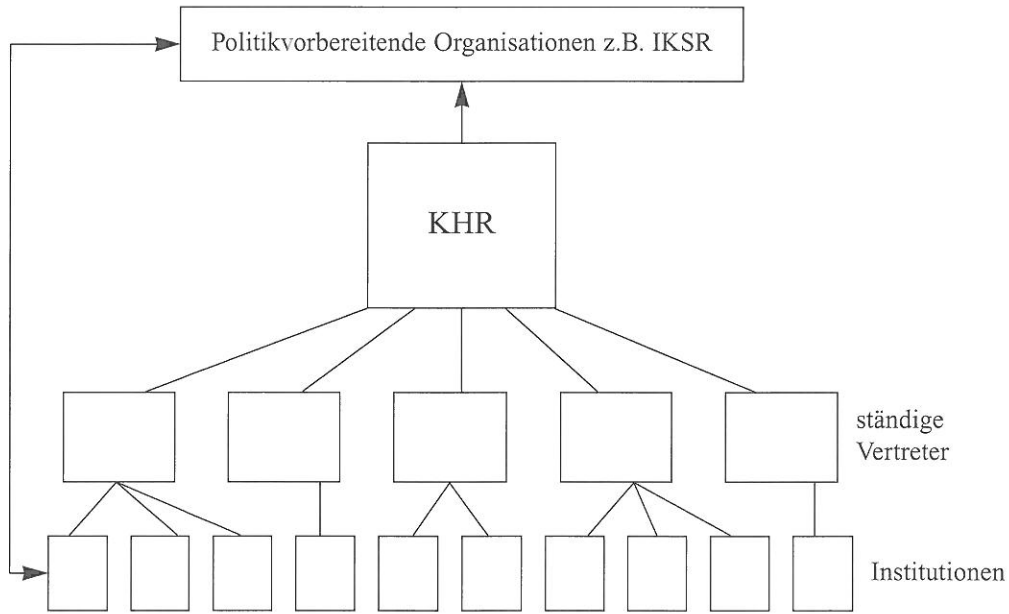 Politikvorbereitende Organisationen z.B. IKSR
KHR
ständige
Vertreter
Institutionen